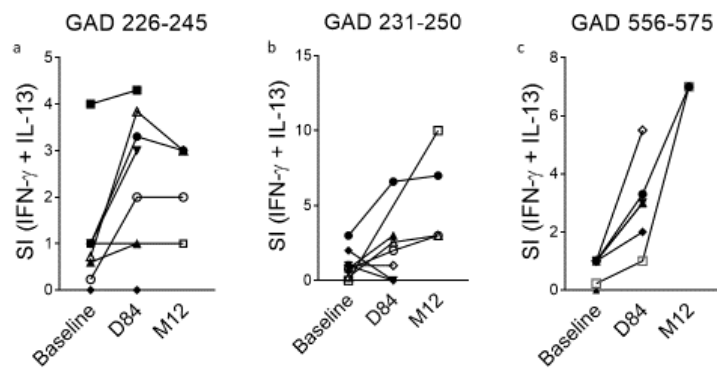 GAD 226-245
a
SI (IFN-γ + IL-13)
5
4
3
2
1
0
Baseline
D84
M12
GAD 231-250
b
SI (IFN-γ + IL-13)
15
10
5
0
Baseline
D84
M12
GAD 556-575
c
SI (IFN-γ + IL-13)
8
6
4
2
0
Baseline
D84
M12